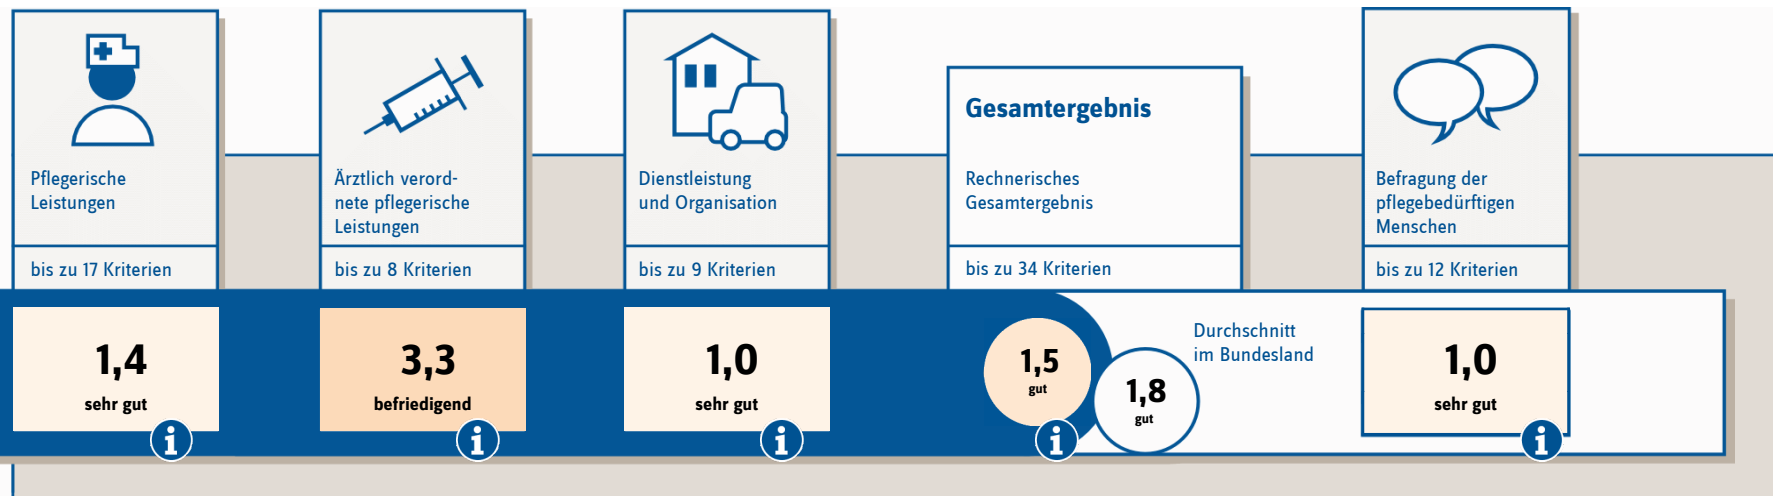 Pflegerische
Leistungen
bis zu 17 Kriterien
1,4
sehr gut
i
Ärztlich verord-
nete pflegerische
Leistungen
bis zu 8 Kriterien
3,3
befriedigend
i
Dienstleistung
und Organisation
bis zu 9 Kriterien
1,0
sehr gut
i
Gesamtergebnis
Rechnerisches
Gesamtergebnis
bis zu 34 Kriterien
1,5
gut
i
1,8
gut
Durchschnitt
im Bundesland
Befragung der
pflegebedürftigen
Menschen
bis zu 12 Kriterien
1,0
sehr gut
i